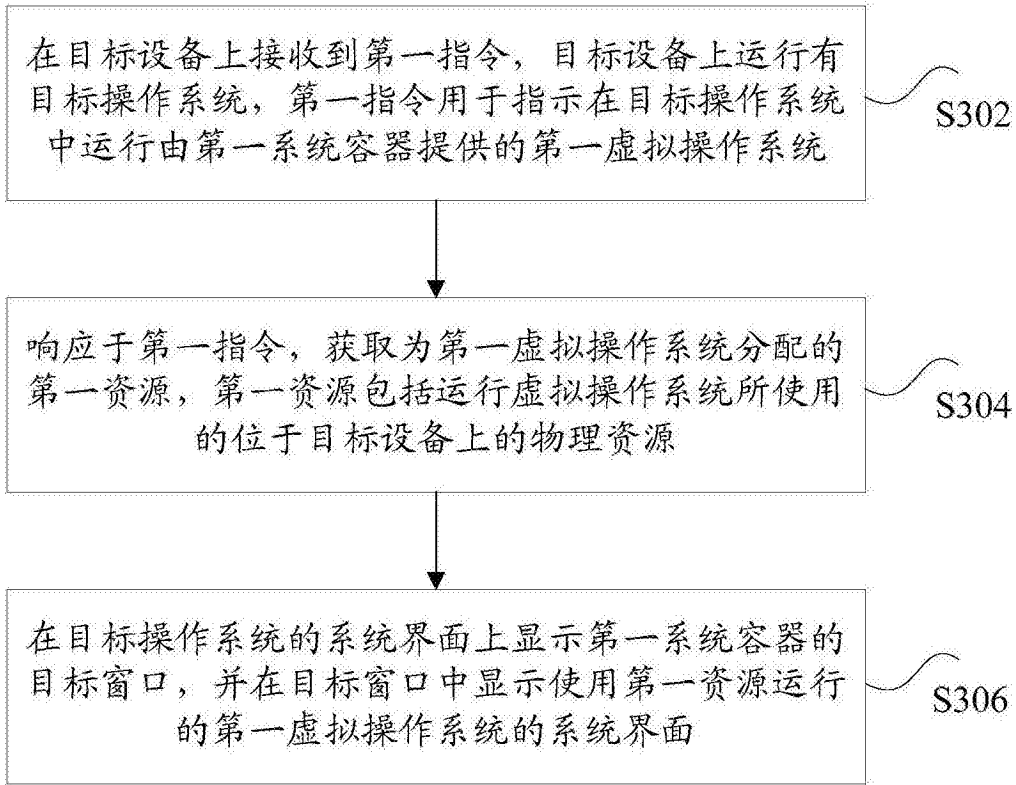 在目标设备上接收到第一指令，目标设备上运行有
目标操作系统，第一指令用于指示在目标操作系统
中运行由第一系统容器提供的第一虚拟操作系统
S302
响应于第一指令，获取为第一虚拟操作系统分配的
第一资源，第一资源包括运行虚拟操作系统所使用
的位于目标设备上的物理资源
S304
在目标操作系统的系统界面上显示第一系统容器的
目标窗口，并在目标窗口中显示使用第一资源运行
的第一虚拟操作系统的系统界面
S306